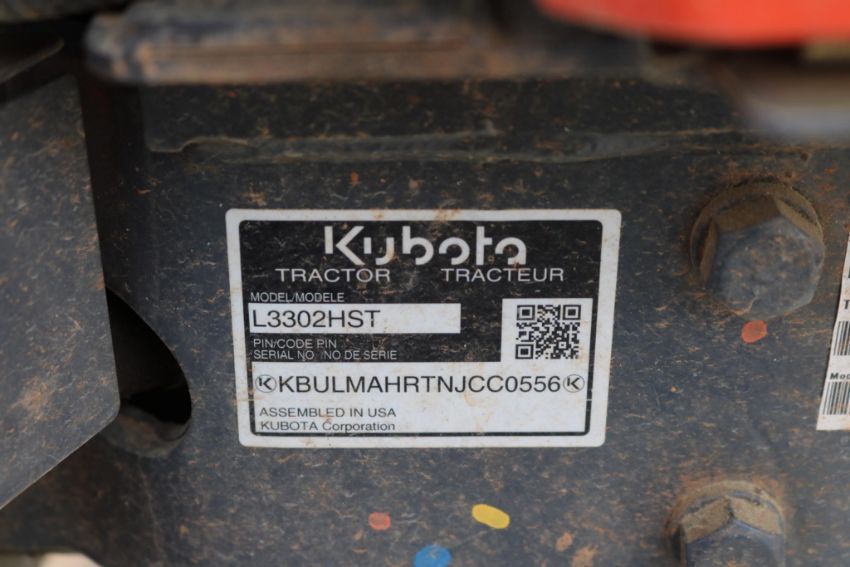 Kubota
TRACTOR TRACTEUR
MODEL/MODELE
L3302HST
PIN/CODE PIN
SERIAL NO /NO DE SERIE
KBULMAHRTNJCC0556
ASSEMBLED IN USA
KUBOTA Corporation